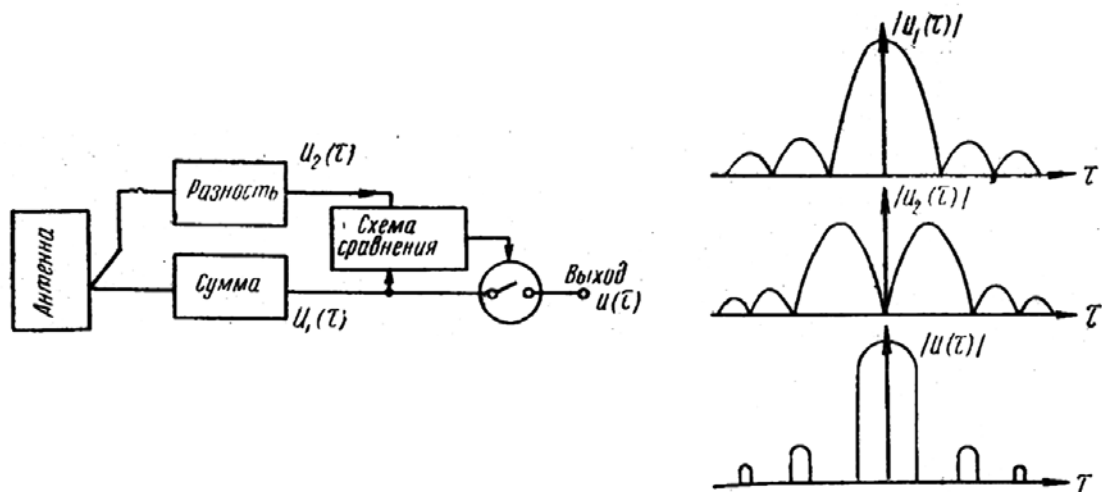 Антенна
Разность
Сумма
u₂(τ)
u₁(τ)
Схема
сравнения
Выход
u(τ)
|u₁(τ)|
τ
|u₂(τ)|
τ
|u(τ)|
τ